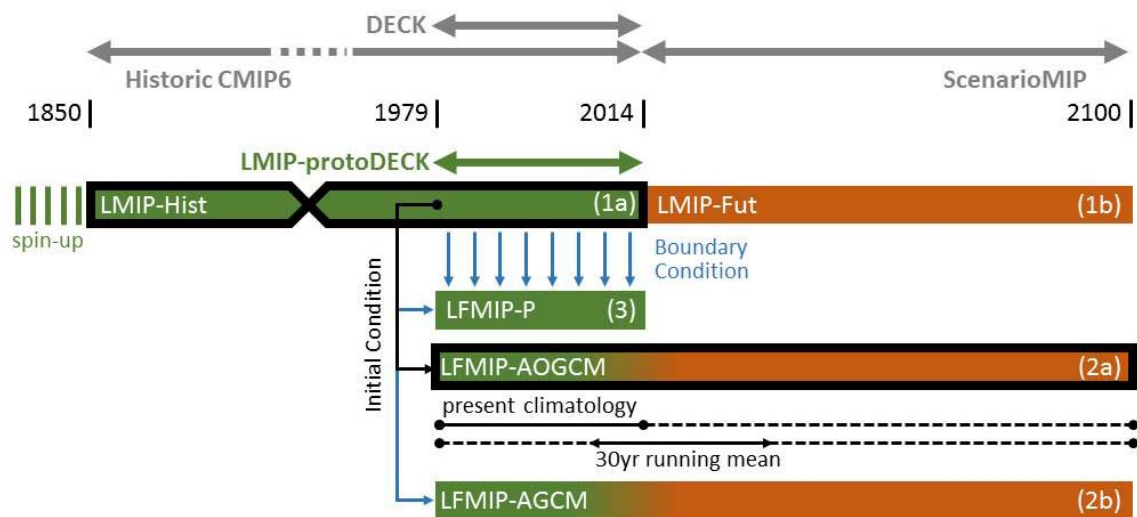 DECK
Historic CMIP6
ScenarioMIP
1850
1979
2014
2100
LMIP-protoDECK
LMIP-Hist
(1a)
LMIP-Fut
(1b)
spin-up
Boundary
Condition
Initial Condition
LFMIP-P
(3)
LFMIP-AOGCM
(2a)
present climatology
30yr running mean
LFMIP-AGCM
(2b)